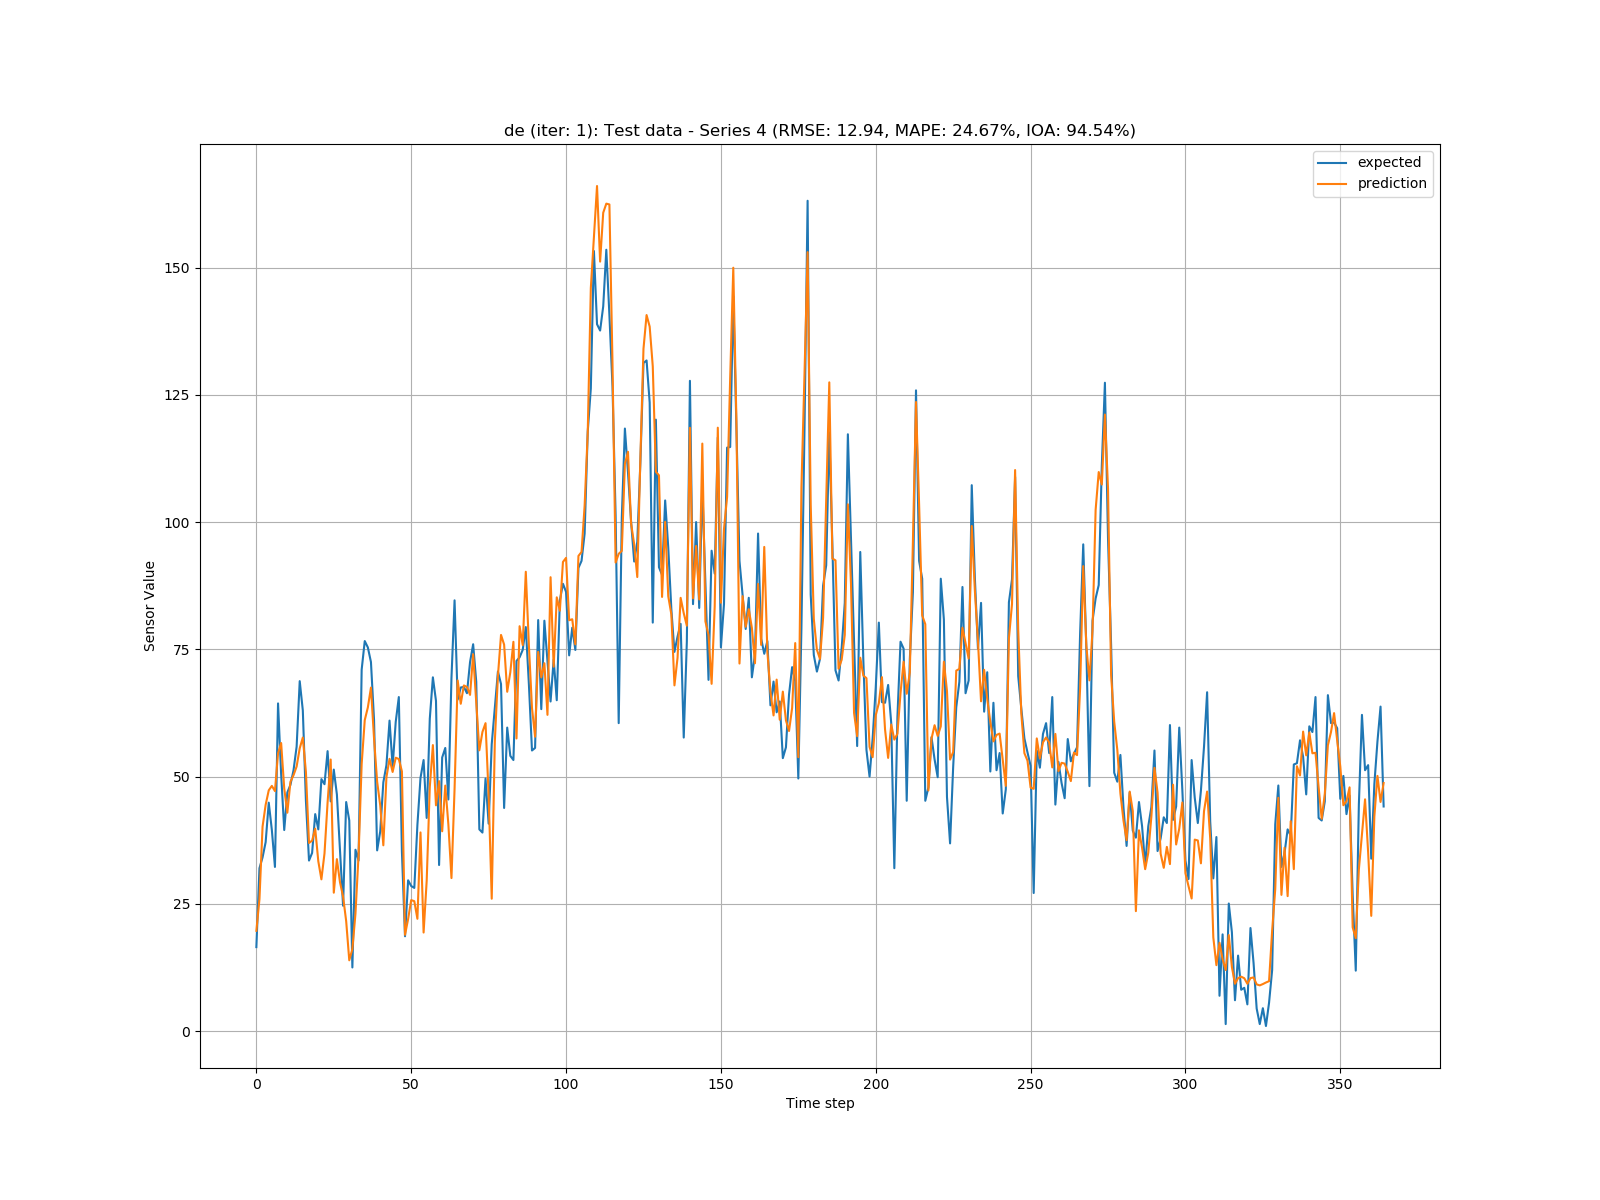 de (iter: 1): Test data - Series 4 (RMSE: 12.94, MAPE: 24.67%, IOA: 94.54%)
expected
prediction
150
125
100
75
50
25
0
Sensor Value
0 50 100 150 200 250 300 350
Time step